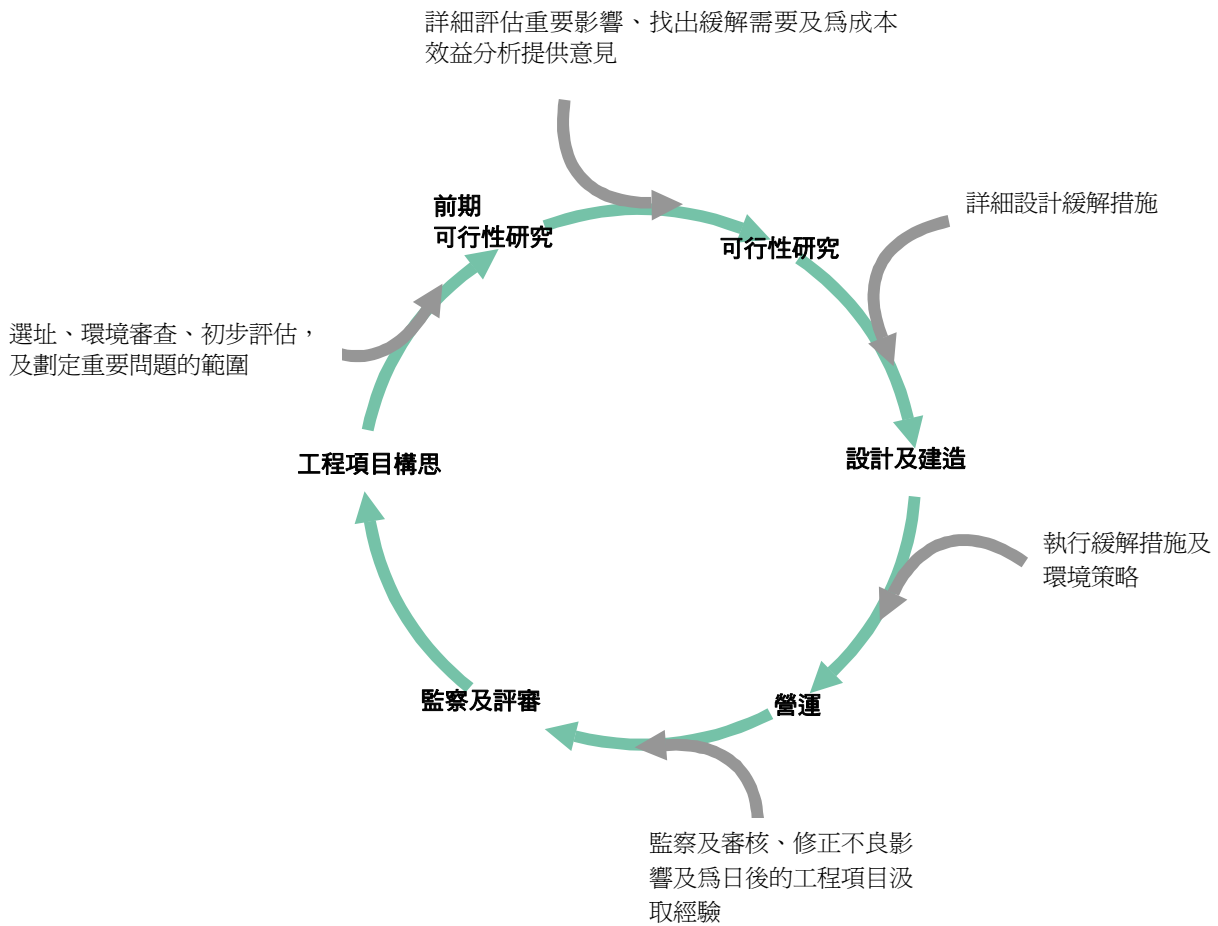 詳細評估重要影響、找出緩解需要及爲成本
效益分析提供意見
前期
可行性研究
可行性研究
詳細設計緩解措施
選址、環境審查、初步評估，
及劃定重要問題的範圍
工程項目構思
設計及建造
執行緩解措施及
環境策略
監察及評審
營運
監察及審核、修正不良影
響及爲日後的工程項目汲
取經驗